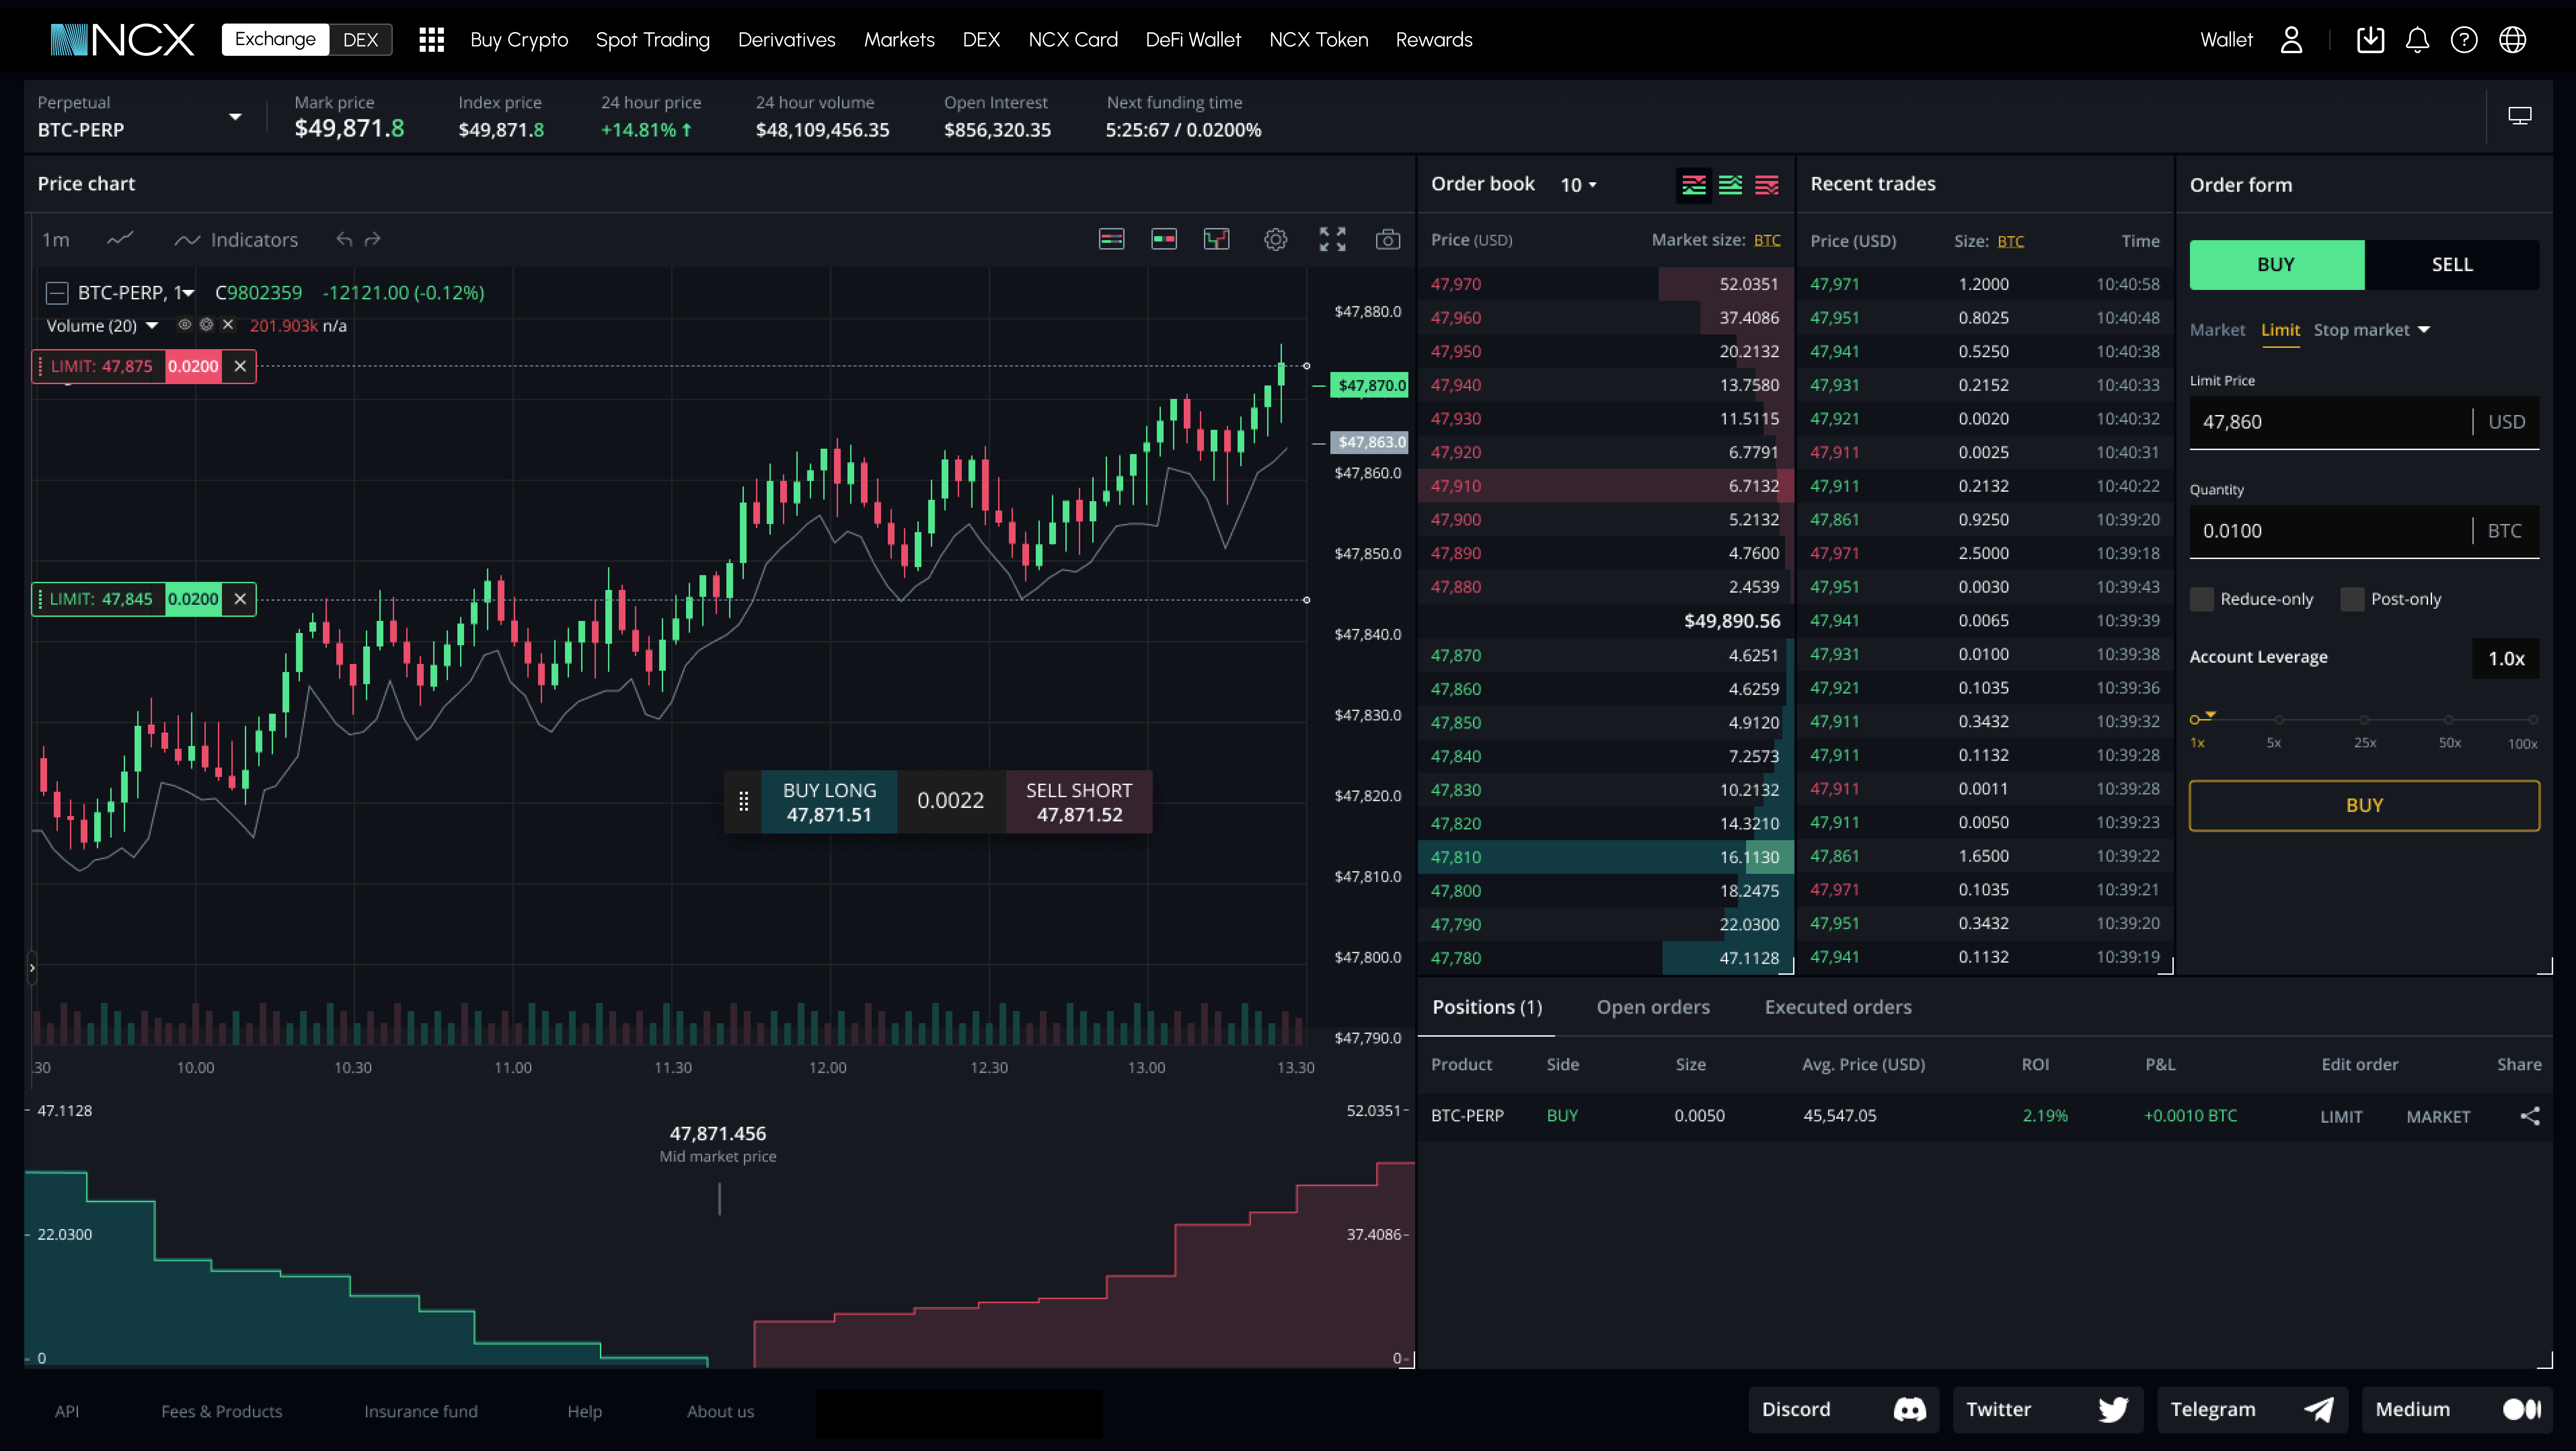 NCX Exchange DEX Buy Crypto Spot Trading Derivatives Markets DEX NCX Card DeFi Wallet NCX Token Rewards Wallet
Perpetual Mark price Index price 24 hour price 24 hour volume Open Interest Next funding time
BTC-PERP $49,871.8 $49,871.8 +14.81% $48,109,456.35 $856,320.35 5:25:67 / 0.0200%
Price chart
1m Indicators
BTC-PERP, 1 C9802359 -12121.00 (-0.12%)
Volume (20) 201.903k n/a
LIMIT: 47,875 0.0200
LIMIT: 47,845 0.0200
$47,880.0
$47,870.0
$47,863.0
$47,860.0
$47,850.0
$47,840.0
$47,830.0
$47,820.0
$47,810.0
$47,800.0
$47,790.0
BUY LONG 0.0022 SELL SHORT
47,871.51 47,871.52
:30 10.00 10.30 11.00 11.30 12.00 12.30 13.00 13.30
47.1128 52.0351
47,871.456
Mid market price
22.0300 37.4086
0 0
Order book 10
Price (USD) Market size: BTC
47,970 52.0351
47,960 37.4086
47,950 20.2132
47,940 13.7580
47,930 11.5115
47,920 6.7791
47,910 6.7132
47,900 5.2132
47,890 4.7600
47,880 2.4539
$49,890.56
47,870 4.6251
47,860 4.6259
47,850 4.9120
47,840 7.2573
47,830 10.2132
47,820 14.3210
47,810 16.1130
47,800 18.2475
47,790 22.0300
47,780 47.1128
Recent trades
Price (USD) Size: BTC Time
47,971 1.2000 10:40:58
47,951 0.8025 10:40:48
47,941 0.5250 10:40:38
47,931 0.2152 10:40:33
47,921 0.0020 10:40:32
47,911 0.0025 10:40:31
47,911 0.2132 10:40:22
47,861 0.9250 10:39:20
47,971 2.5000 10:39:18
47,951 0.0030 10:39:43
47,941 0.0065 10:39:39
47,931 0.0100 10:39:38
47,921 0.1035 10:39:36
47,911 0.3432 10:39:32
47,911 0.1132 10:39:28
47,911 0.0011 10:39:28
47,911 0.0050 10:39:23
47,861 1.6500 10:39:22
47,971 0.1035 10:39:21
47,951 0.3432 10:39:20
47,941 0.1132 10:39:19
Order form
BUY SELL
Market Limit Stop market
Limit Price
47,860 USD
Quantity
0.0100 BTC
Reduce-only Post-only
Account Leverage 1.0x
1x 5x 25x 50x 100x
BUY
Positions (1) Open orders Executed orders
Product Side Size Avg. Price (USD) ROI P&L Edit order Share
BTC-PERP BUY 0.0050 45,547.05 2.19% +0.0010 BTC LIMIT MARKET
API Fees & Products Insurance fund Help About us Discord Twitter Telegram Medium